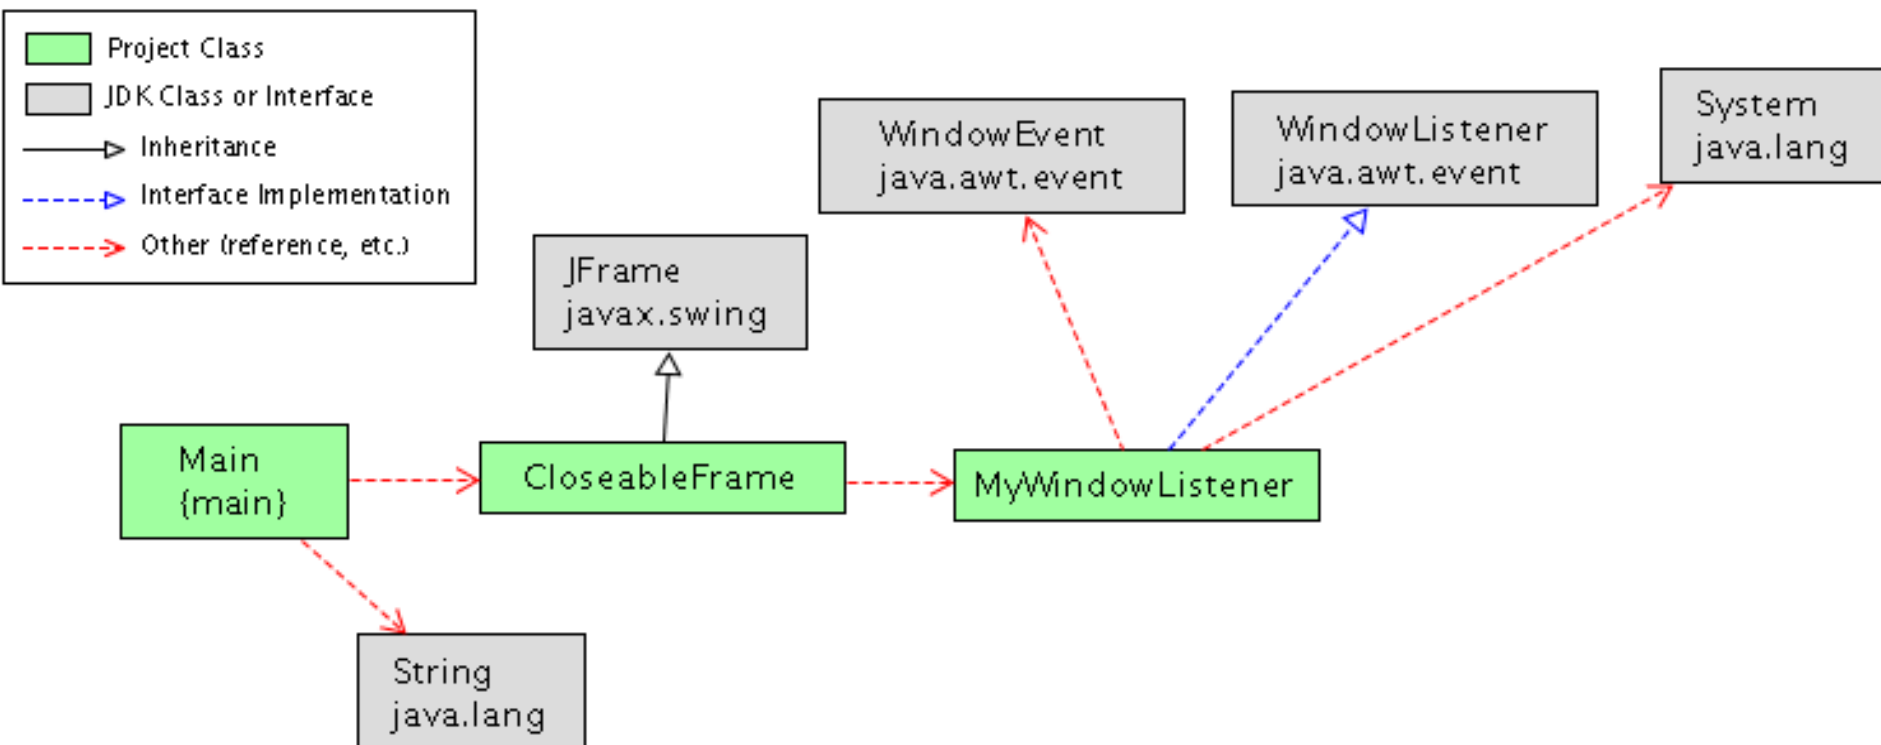 Project Class
JDK Class or Interface
Inheritance
Interface Implementation
Other (reference, etc.)
WindowEvent
java.awt.event
WindowListener
java.awt.event
System
java.lang
JFrame
javax.swing
Main
{main}
CloseableFrame
MyWindowListener
String
java.lang